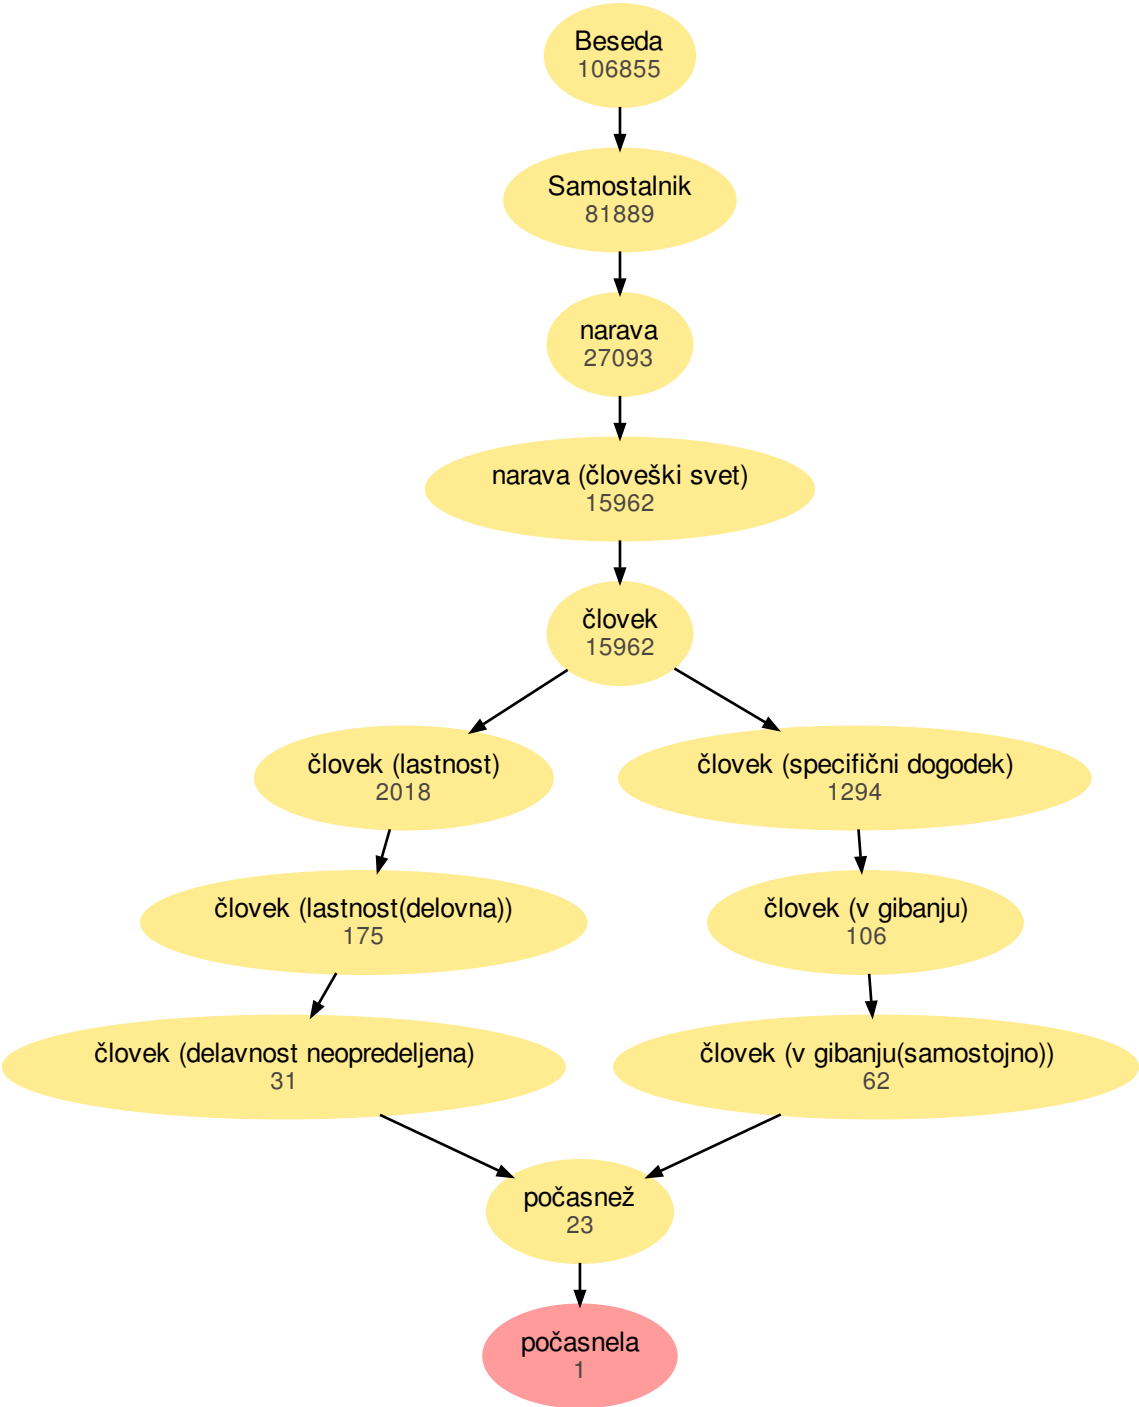 Beseda
106855
Samostalnik
81889
narava
27093
narava (človeški svet)
15962
človek
15962
človek (lastnost)
2018
človek (specifični dogodek)
1294
človek (lastnost(delovna))
175
človek (v gibanju)
106
človek (delavnost neopredeljena)
31
človek (v gibanju(samostojno))
62
počasnež
23
počasnela
1